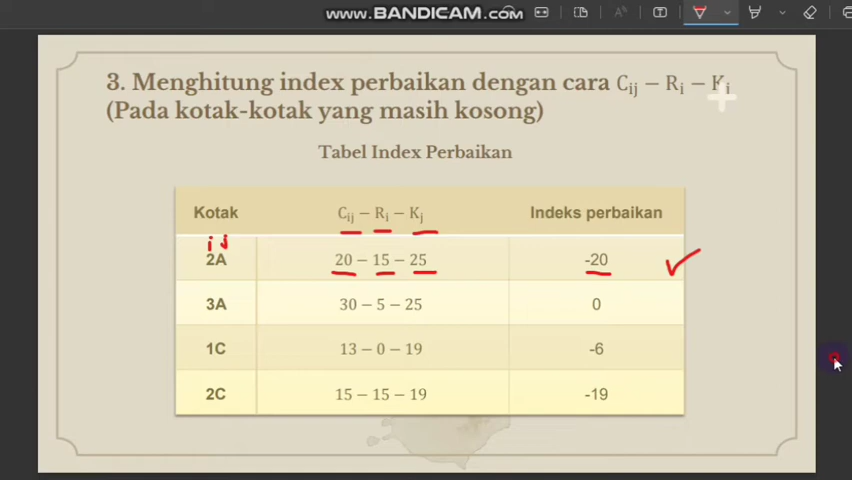 www.BANDICAM.com
3. Menghitung index perbaikan dengan cara Cij − Ri − Kj
(Pada kotak-kotak yang masih kosong)
Tabel Index Perbaikan
Kotak Cij − Ri − Kj Indeks perbaikan
i j
2A 20 − 15 − 25 -20
3A 30 − 5 − 25 0
1C 13 − 0 − 19 -6
2C 15 − 15 − 19 -19